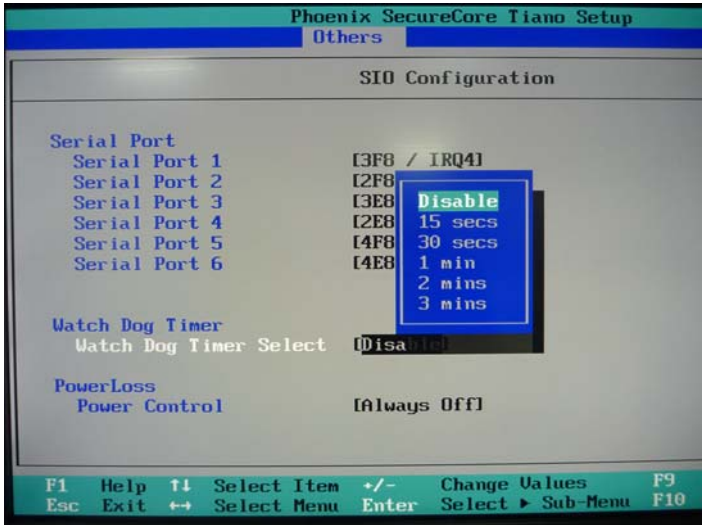 Phoenix SecureCore Tiano Setup
Others
SIO Configuration
Serial Port
Serial Port 1 [3F8 / IRQ4]
Serial Port 2 [2F8
Serial Port 3 [3E8
Serial Port 4 [2E8
Serial Port 5 [4F8
Serial Port 6 [4E8
Disable
15 secs
30 secs
1 min
2 mins
3 mins
Watch Dog Timer
Watch Dog Timer Select [Disable]
PowerLoss
Power Control [Always Off]
F1 Help ↑↓ Select Item +/- Change Values F9
Esc Exit ↔ Select Menu Enter Select ▶ Sub-Menu F10